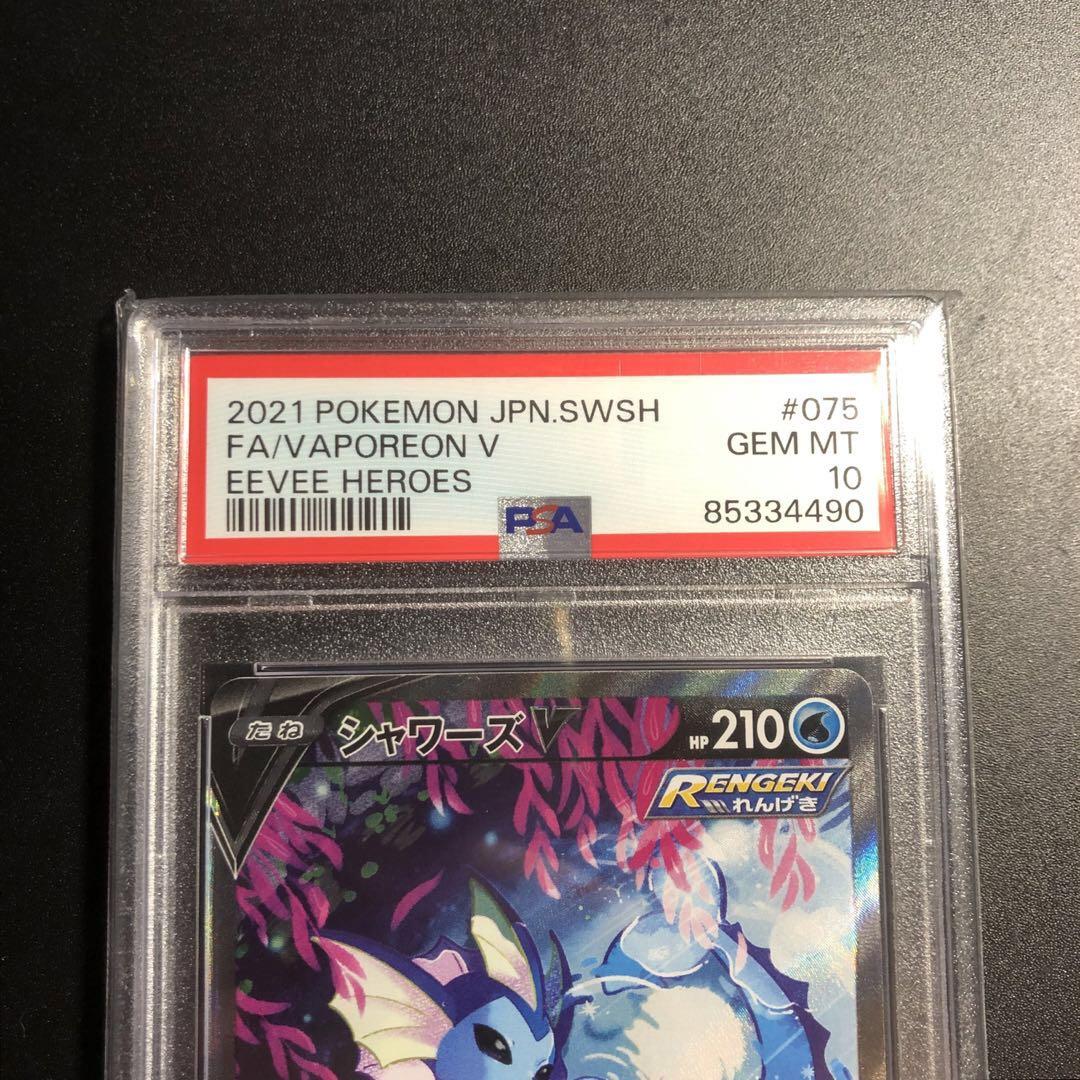 2021 POKEMON JPN.SWSH #075
FA/VAPOREON V GEM MT
EEVEE HEROES 10
PSA 85334490
たね シャワーズV HP 210
RENGEKI
れんげき